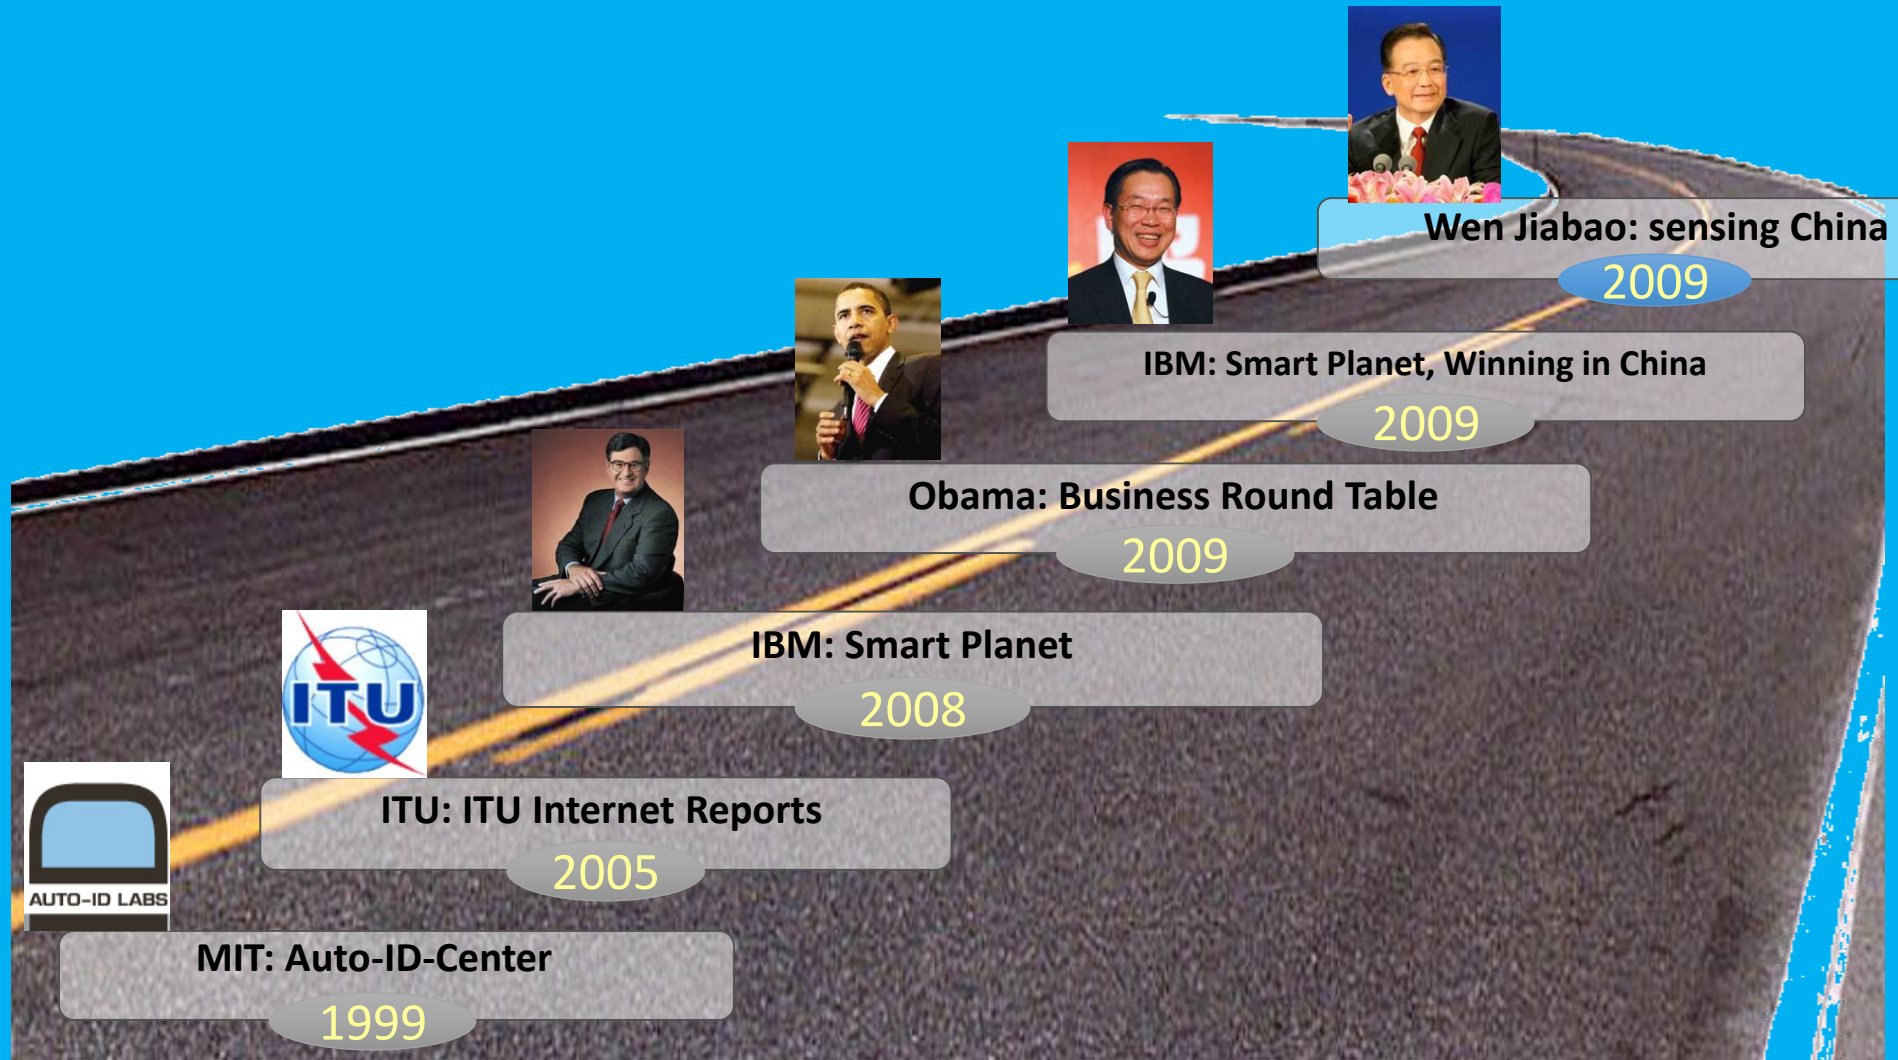 Wen Jiabao: sensing China
2009
IBM: Smart Planet, Winning in China
2009
Obama: Business Round Table
2009
IBM: Smart Planet
2008
ITU
ITU: ITU Internet Reports
2005
AUTO-ID LABS
MIT: Auto-ID-Center
1999